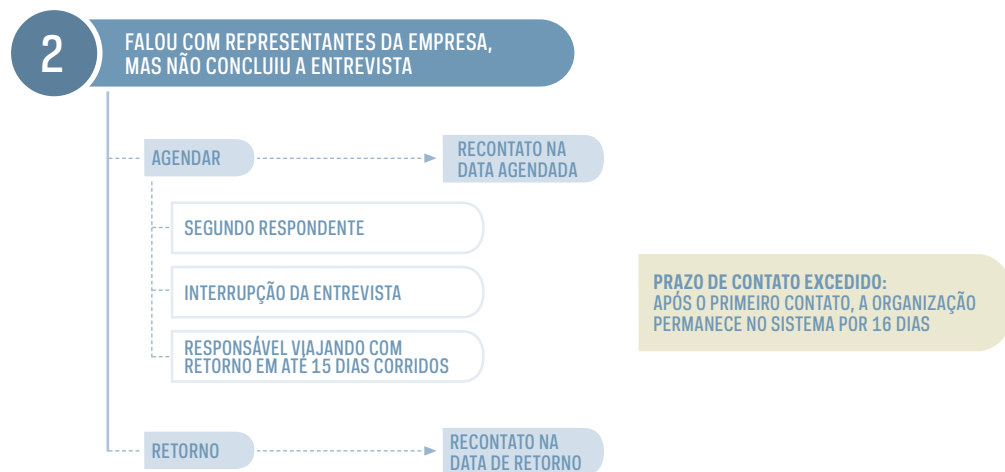 2
FALOU COM REPRESENTANTES DA EMPRESA,
MAS NÃO CONCLUIU A ENTREVISTA
AGENDAR
RECONTATO NA
DATA AGENDADA
SEGUNDO RESPONDENTE
INTERRUPÇÃO DA ENTREVISTA
RESPONSÁVEL VIAJANDO COM
RETORNO EM ATÉ 15 DIAS CORRIDOS
PRAZO DE CONTATO EXCEDIDO:
APÓS O PRIMEIRO CONTATO, A ORGANIZAÇÃO
PERMANECE NO SISTEMA POR 16 DIAS
RETORNO
RECONTATO NA
DATA DE RETORNO